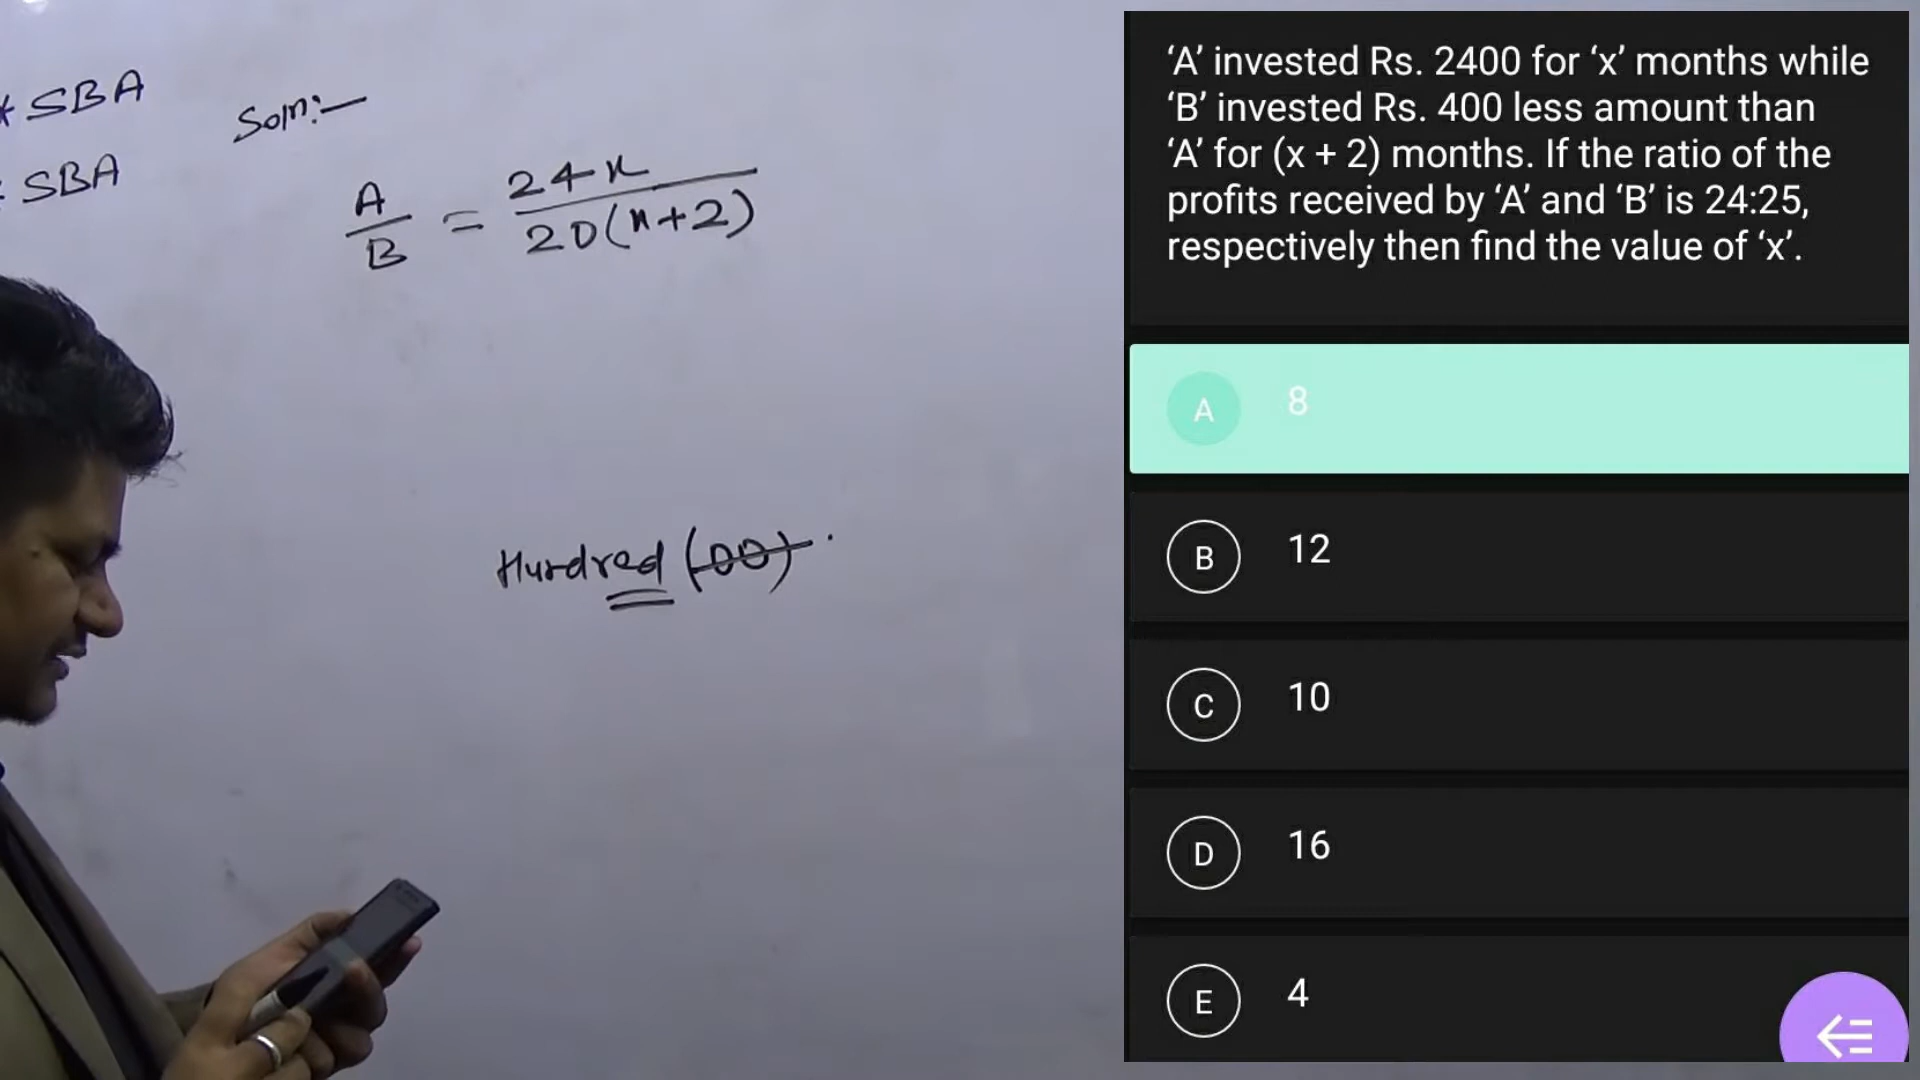 * SBA
SBA
Soln:—
A/B = 24x/20(x+2)
Hundred (00).
‘A’ invested Rs. 2400 for ‘x’ months while
‘B’ invested Rs. 400 less amount than
‘A’ for (x + 2) months. If the ratio of the
profits received by ‘A’ and ‘B’ is 24:25,
respectively then find the value of ‘x’.
A 8
B 12
C 10
D 16
E 4